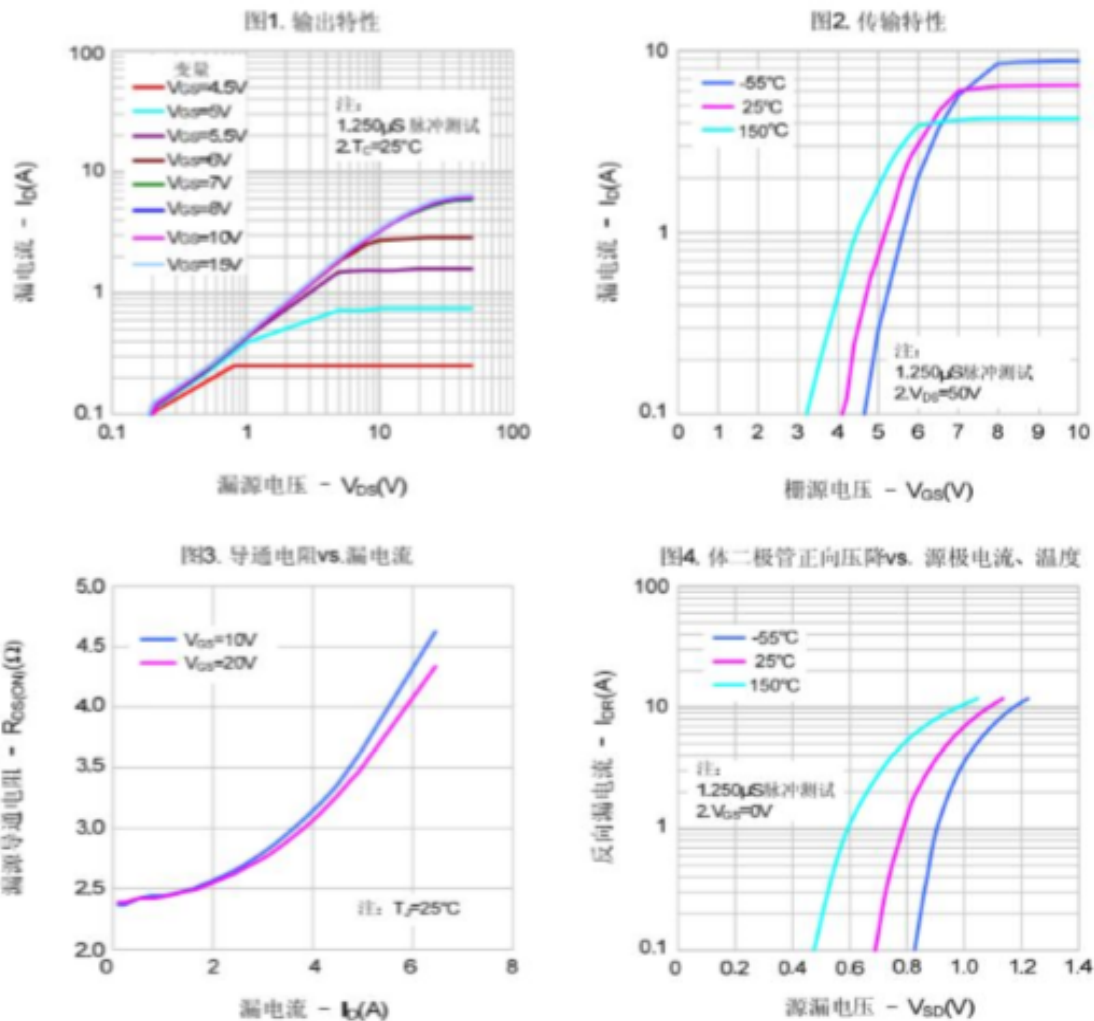 图1. 输出特性
100
10
1
0.1
0.1 1 10 100
变量
VGS=4.5V
VGS=5V
VGS=5.5V
VGS=6V
VGS=7V
VGS=8V
VGS=10V
VGS=15V
注:
1.250μS 脉冲测试
2.TC=25°C
漏电流 - ID(A)
漏源电压 - VDS(V)
图2. 传输特性
10
1
0.1
0 1 2 3 4 5 6 7 8 9 10
-55°C
25°C
150°C
注:
1.250μS脉冲测试
2.VDS=50V
漏电流 - ID(A)
栅源电压 - VGS(V)
图3. 导通电阻vs.漏电流
5.0
4.5
4.0
3.5
3.0
2.5
2.0
0 2 4 6 8
VGS=10V
VGS=20V
注: TJ=25°C
漏源导通电阻 - RDS(ON)(Ω)
漏电流 - ID(A)
图4. 体二极管正向压降vs. 源极电流、温度
100
10
1
0.1
0 0.2 0.4 0.6 0.8 1.0 1.2 1.4
-55°C
25°C
150°C
注:
1.250μS脉冲测试
2.VGS=0V
反向漏电流 - IDR(A)
源漏电压 - VSD(V)